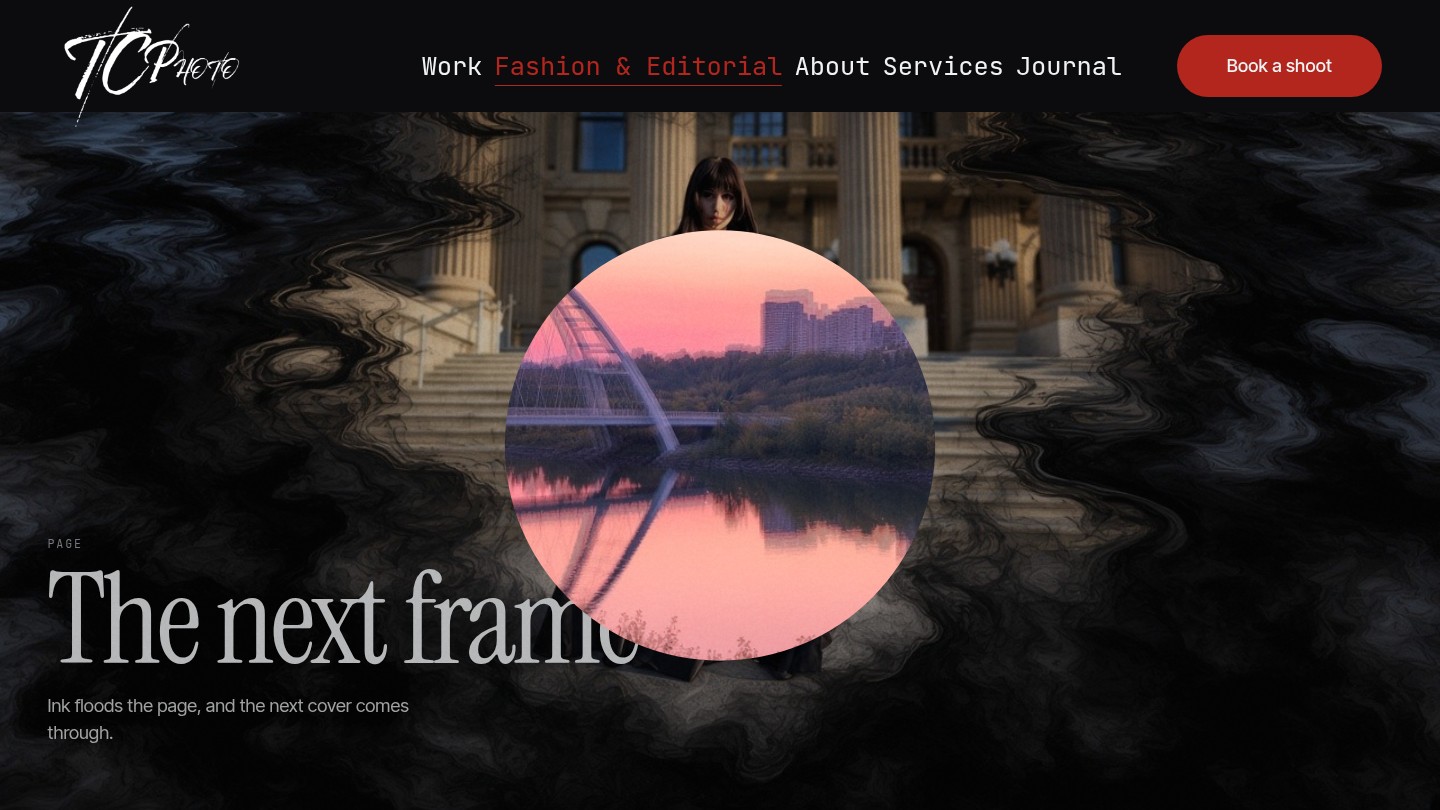 TCPHOTO
Work Fashion & Editorial About Services Journal
Book a shoot
PAGE
The next frame
Ink floods the page, and the next cover comes
through.